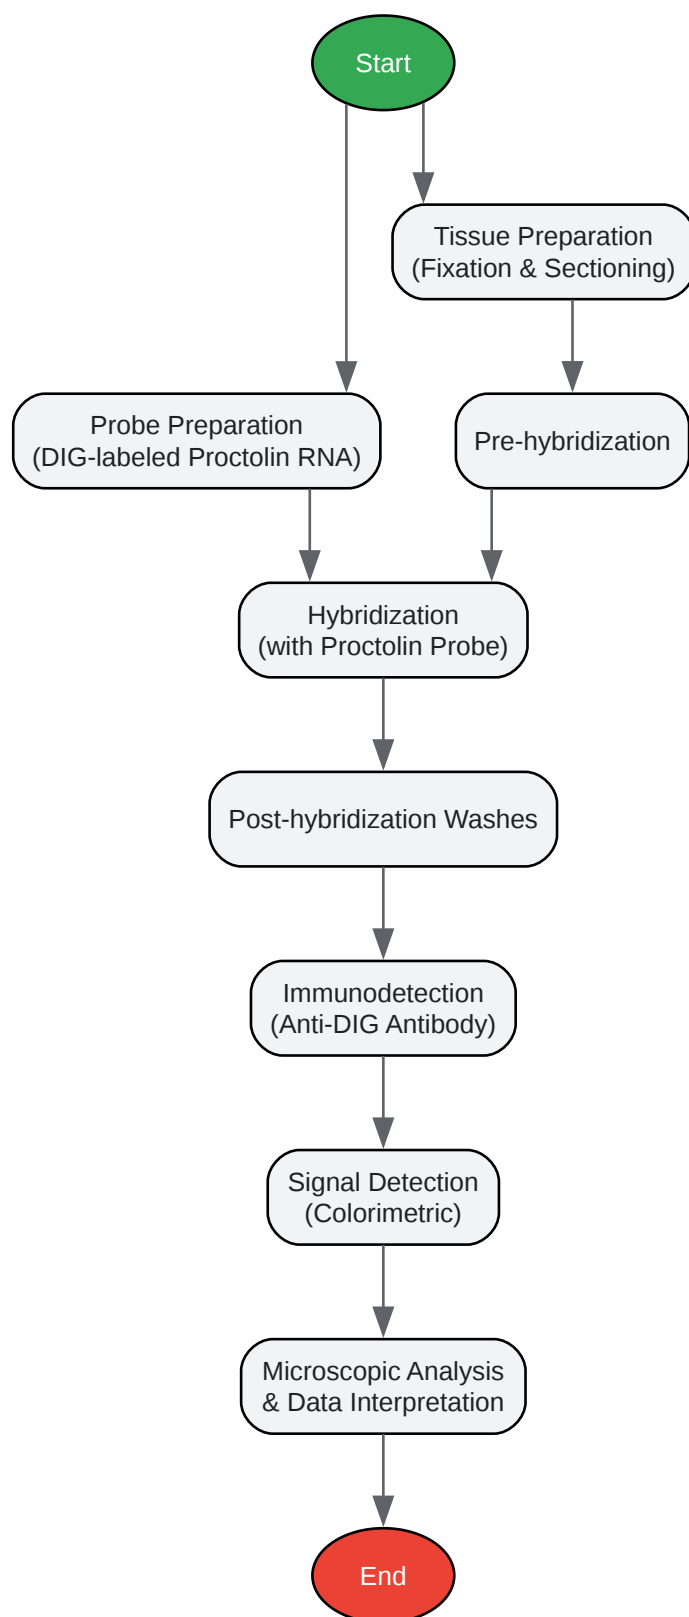 Start
Tissue Preparation
(Fixation & Sectioning)
Probe Preparation
(DIG-labeled Proctolin RNA)
Pre-hybridization
Hybridization
(with Proctolin Probe)
Post-hybridization Washes
Immunodetection
(Anti-DIG Antibody)
Signal Detection
(Colorimetric)
Microscopic Analysis
& Data Interpretation
End